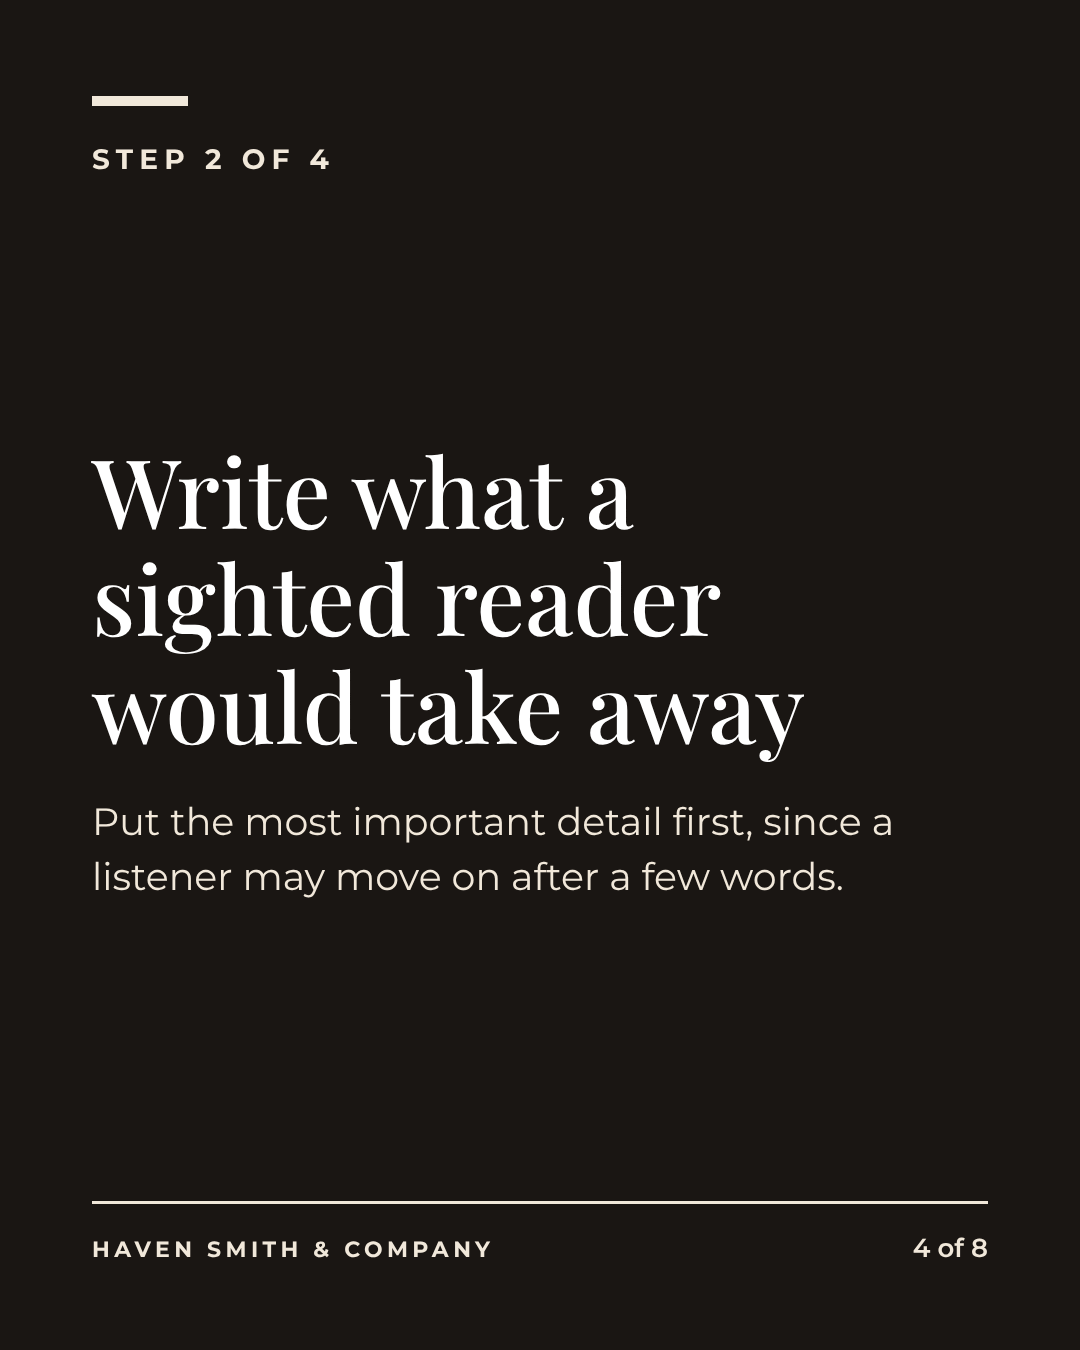 STEP 2 OF 4
Write what a
sighted reader
would take away
Put the most important detail first, since a
listener may move on after a few words.
HAVEN SMITH & COMPANY
4 of 8